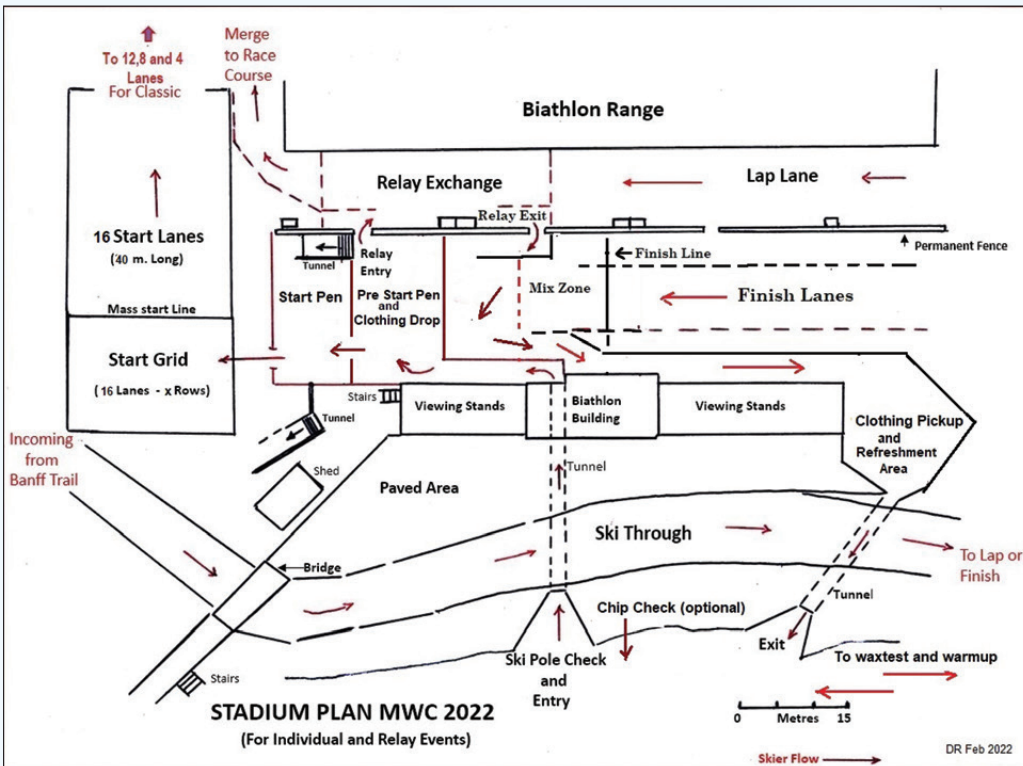 To 12,8 and 4
Lanes
For Classic
Merge
to Race
Course
Biathlon Range
Relay Exchange
Lap Lane
16 Start Lanes
(40 m. Long)
Mass start Line
Start Grid
(16 Lanes - x Rows)
Tunnel
Relay
Entry
Relay Exit
Finish Line
Permanent Fence
Start Pen
Pre Start Pen
and
Clothing Drop
Mix Zone
Finish Lanes
Stairs
Viewing Stands
Biathlon
Building
Viewing Stands
Clothing Pickup
and
Refreshment
Area
Tunnel
Incoming
from
Banff Trail
Shed
Paved Area
Tunnel
Ski Through
To Lap or
Finish
Bridge
Tunnel
Chip Check (optional)
Exit
Ski Pole Check
and
Entry
To waxtest and warmup
Stairs
STADIUM PLAN MWC 2022
(For Individual and Relay Events)
0 Metres 15
Skier Flow
DR Feb 2022